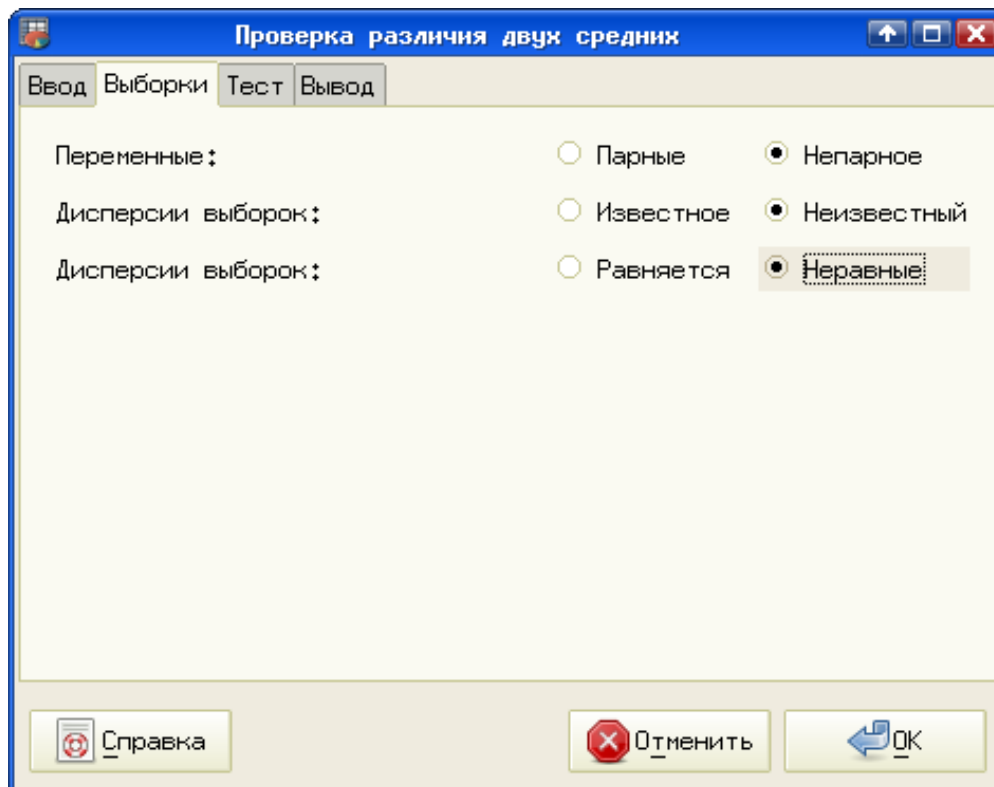 Проверка различия двух средних
Ввод Выборки Тест Вывод
Переменные: Парные Непарное
Дисперсии выборок: Известное Неизвестный
Дисперсии выборок: Равняется Неравные
Справка Отменить OK